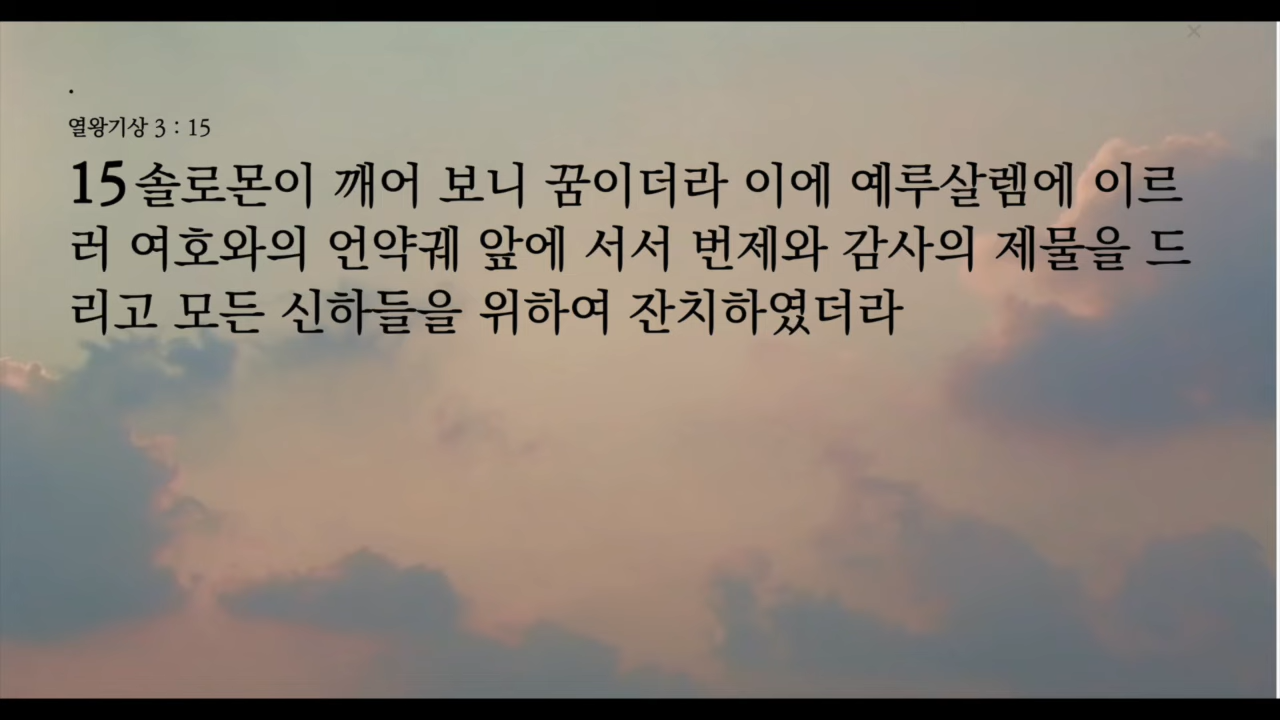 .
열왕기상 3 : 15
15 솔로몬이 깨어 보니 꿈이더라 이에 예루살렘에 이르
러 여호와의 언약궤 앞에 서서 번제와 감사의 제물을 드
리고 모든 신하들을 위하여 잔치하였더라